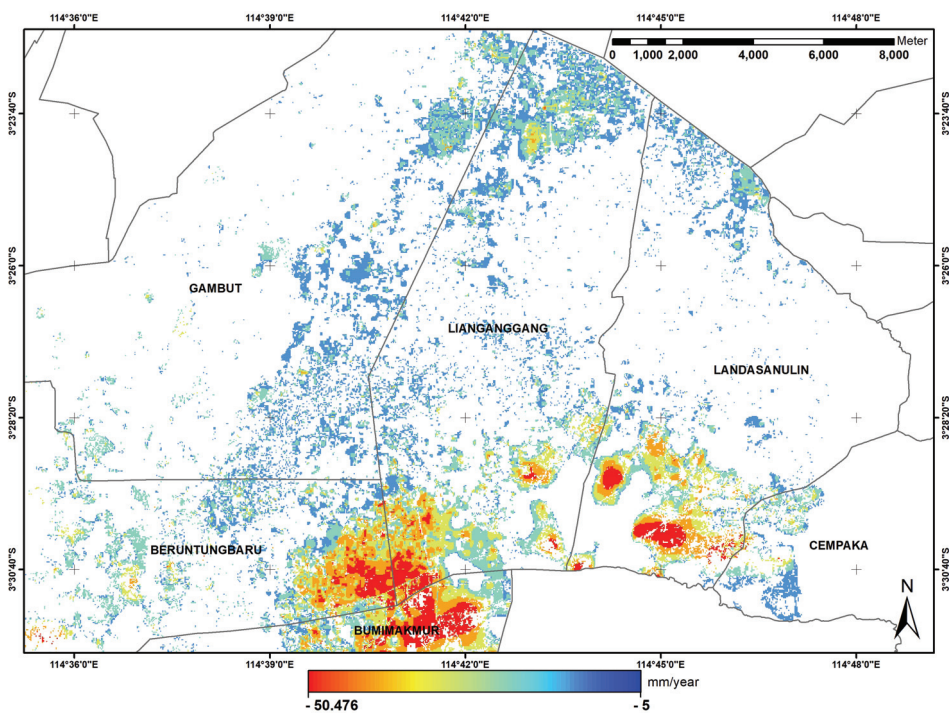 114°36'0"E 114°39'0"E 114°42'0"E 114°45'0"E 114°48'0"E
Meter
0 1,000 2,000 4,000 6,000 8,000
3°23'40"S 3°23'40"S
3°26'0"S 3°26'0"S
GAMBUT
LIANGANGGANG
LANDASANULIN
3°28'20"S 3°28'20"S
CEMPAKA
BERUNTUNGBARU
3°30'40"S 3°30'40"S
N
BUMIMAKMUR
114°36'0"E 114°39'0"E 114°42'0"E 114°45'0"E 114°48'0"E
mm/year
- 50.476 - 5